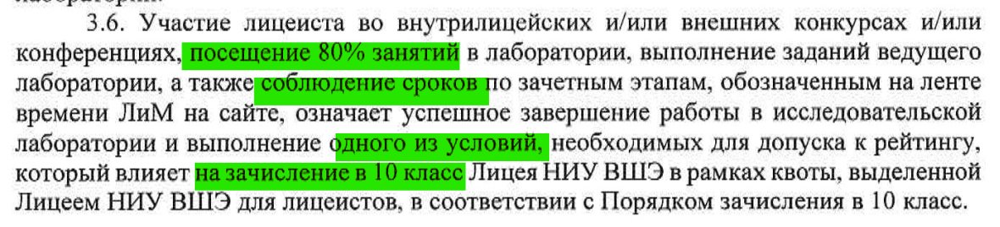 3.6. Участие лицеиста во внутрилицейских и/или внешних конкурсах и/или
конференциях, посещение 80% занятий в лаборатории, выполнение заданий ведущего
лаборатории, а также соблюдение сроков по зачетным этапам, обозначенным на ленте
времени ЛиМ на сайте, означает успешное завершение работы в исследовательской
лаборатории и выполнение одного из условий, необходимых для допуска к рейтингу,
который влияет на зачисление в 10 класс Лицея НИУ ВШЭ в рамках квоты, выделенной
Лицеем НИУ ВШЭ для лицеистов, в соответствии с Порядком зачисления в 10 класс.